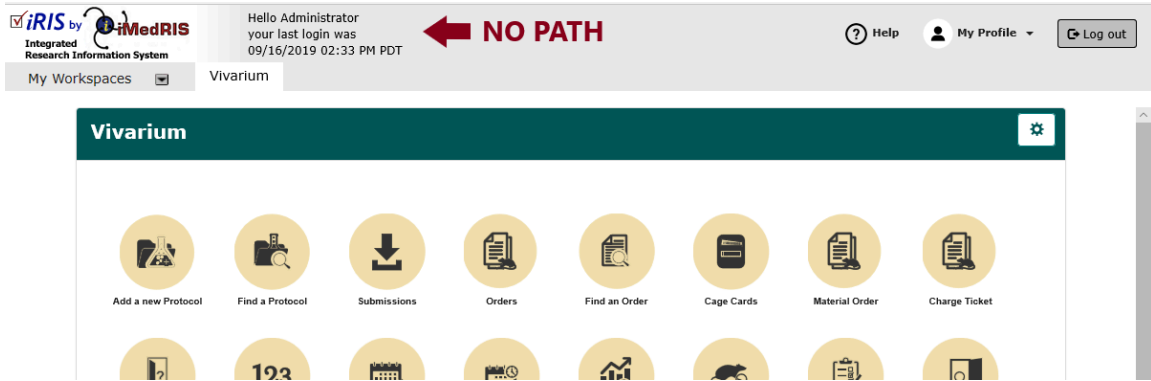 iRIS by iMedRIS
Integrated
Research Information System
Hello Administrator
your last login was
09/16/2019 02:33 PM PDT
NO PATH
? Help
My Profile
Log out
My Workspaces
Vivarium
Vivarium
Add a new Protocol
Find a Protocol
Submissions
Orders
Find an Order
Cage Cards
Material Order
Charge Ticket
?
123